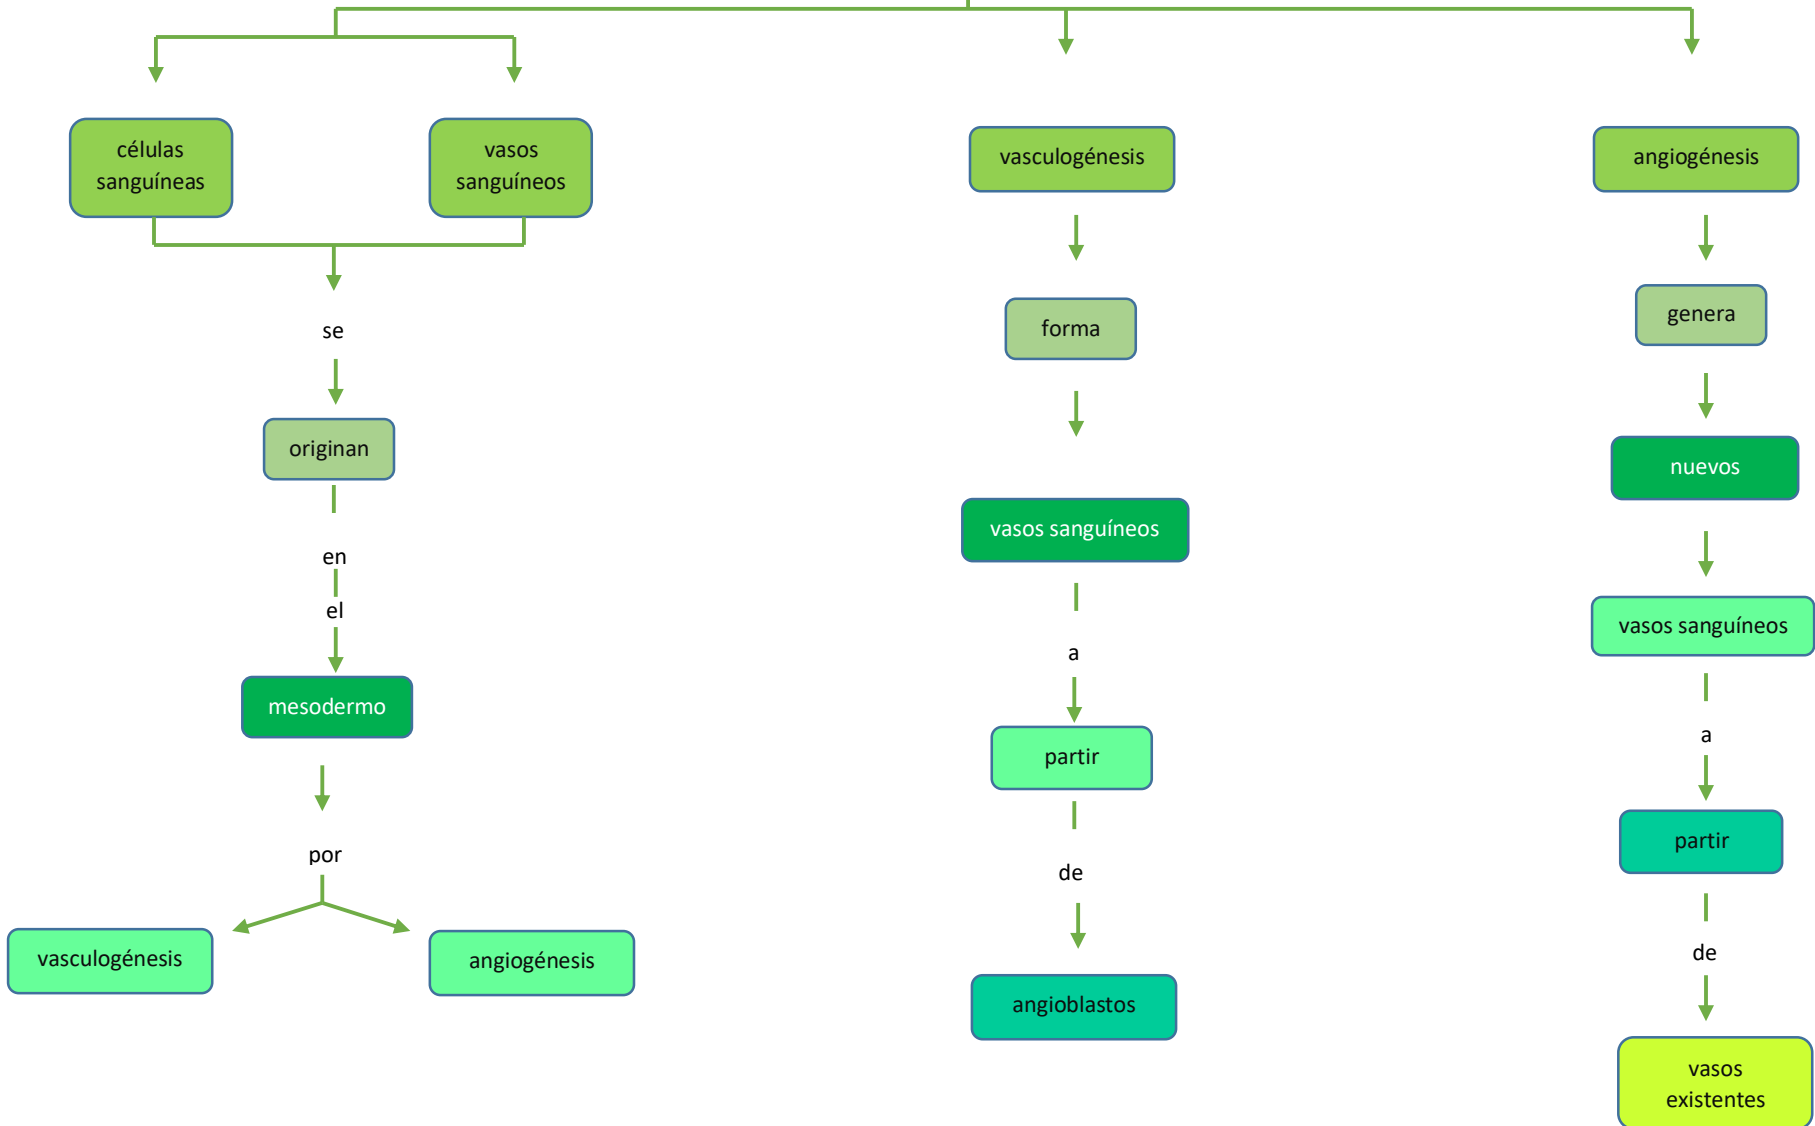 células
sanguíneas
vasos
sanguíneos
se
originan
en
el
mesodermo
por
vasculogénesis
angiogénesis
vasculogénesis
forma
vasos sanguíneos
a
partir
de
angioblastos
angiogénesis
genera
nuevos
vasos sanguíneos
a
partir
de
vasos
existentes